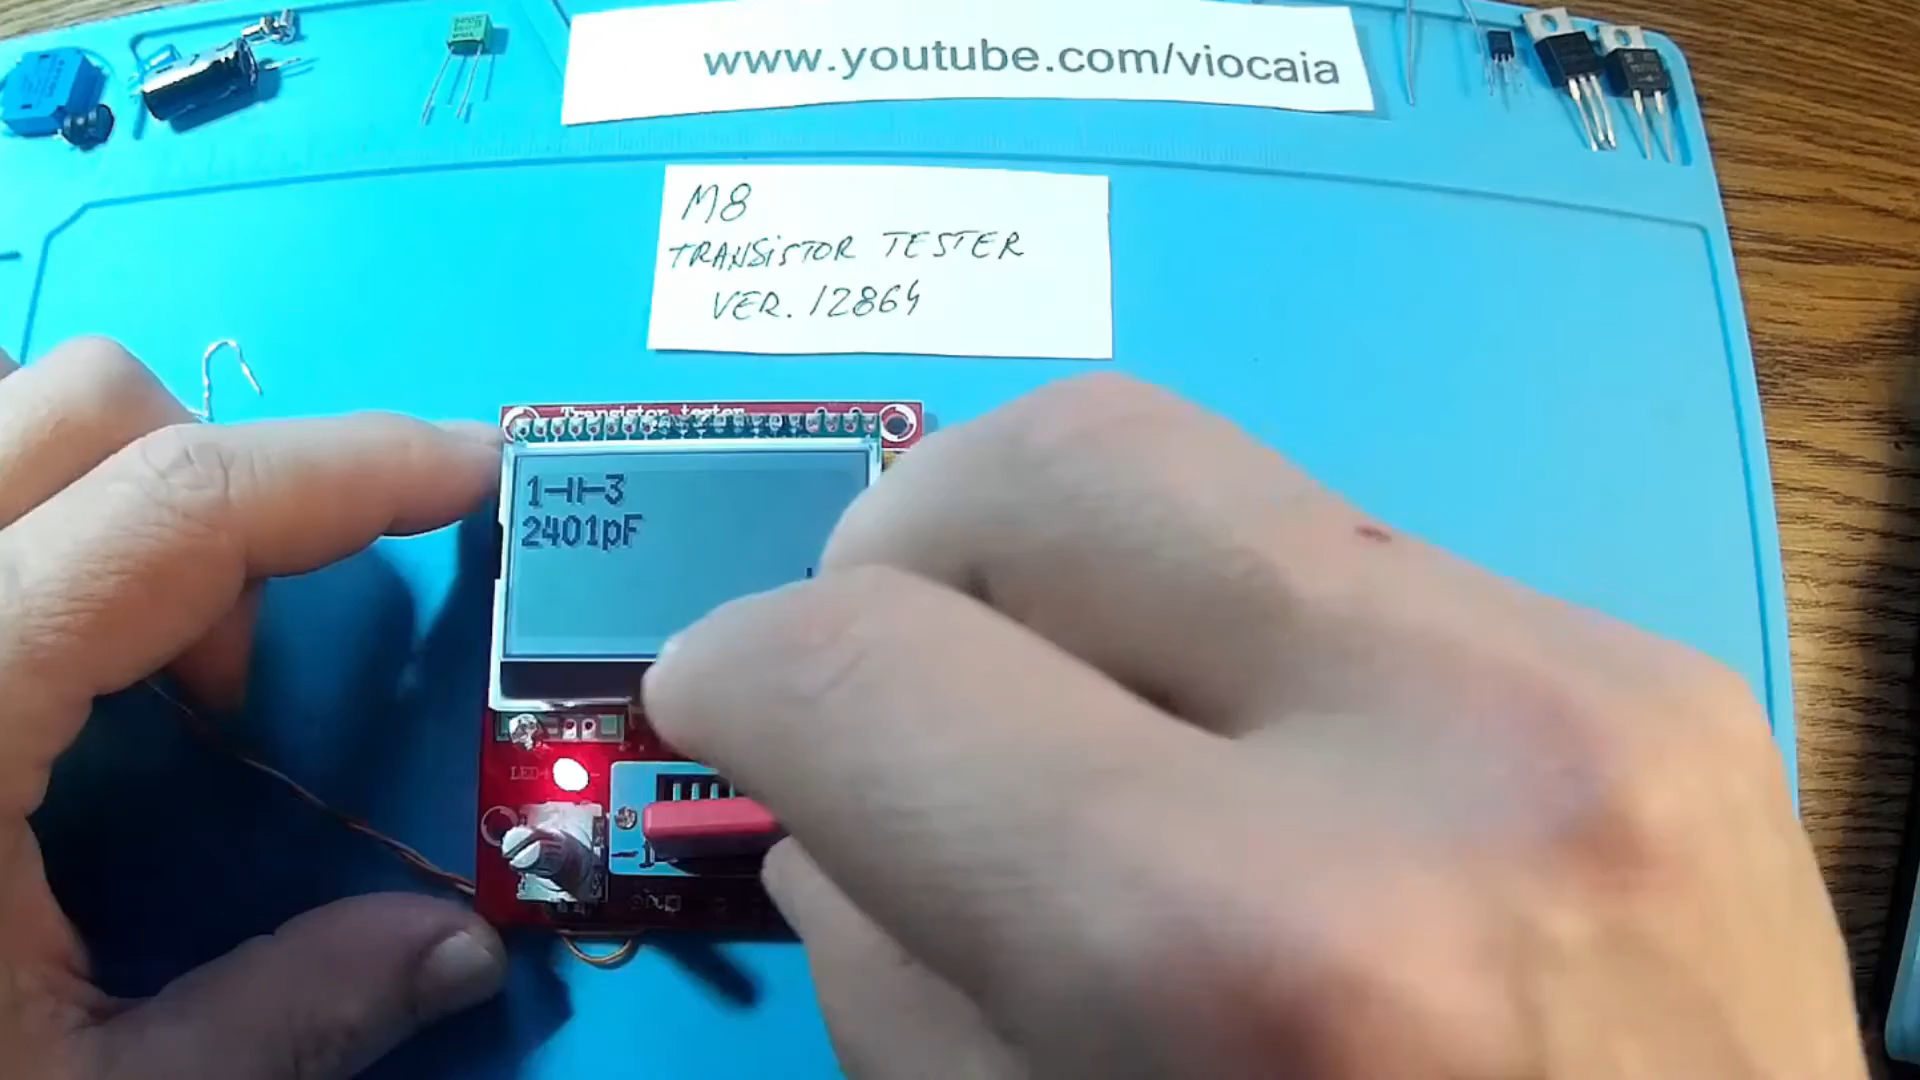 www.youtube.com/viocaia
M8
TRANSiSTOR TESTER
VER. 12864
Transistor tester
1 3
2401pF
LED+